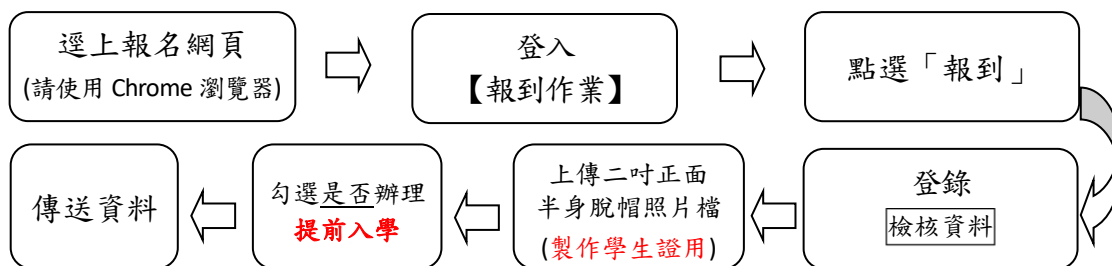 逕上報名網頁
(請使用 Chrome 瀏覽器)
登入
【報到作業】
點選「報到」
登錄
檢核資料
上傳二吋正面
半身脫帽照片檔
(製作學生證用)
勾選是否辦理
提前入學
傳送資料